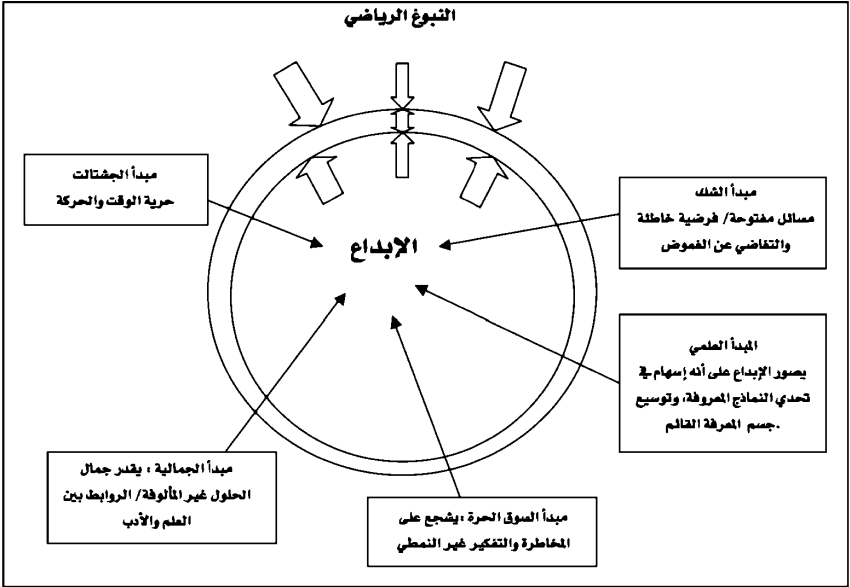 النبوغ الرياضي
مبدأ الجشتالت
حرية الوقت والحركة
مبدأ الشك
مسائل مفتوحة/ فرضية خاطئة
والتغاضي عن الغموض
الإبداع
المبدأ العلمي
يصور الإبداع على أنه إسهام في
تحدي النماذج المعروفة، وتوسيع
جسم المعرفة القائم.
مبدأ الجمالية : يقدر جمال
الحلول غير المألوفة/ الروابط بين
العلم والأدب
مبدأ السوق الحرة : يشجع على
المخاطرة والتفكير غير النمطي